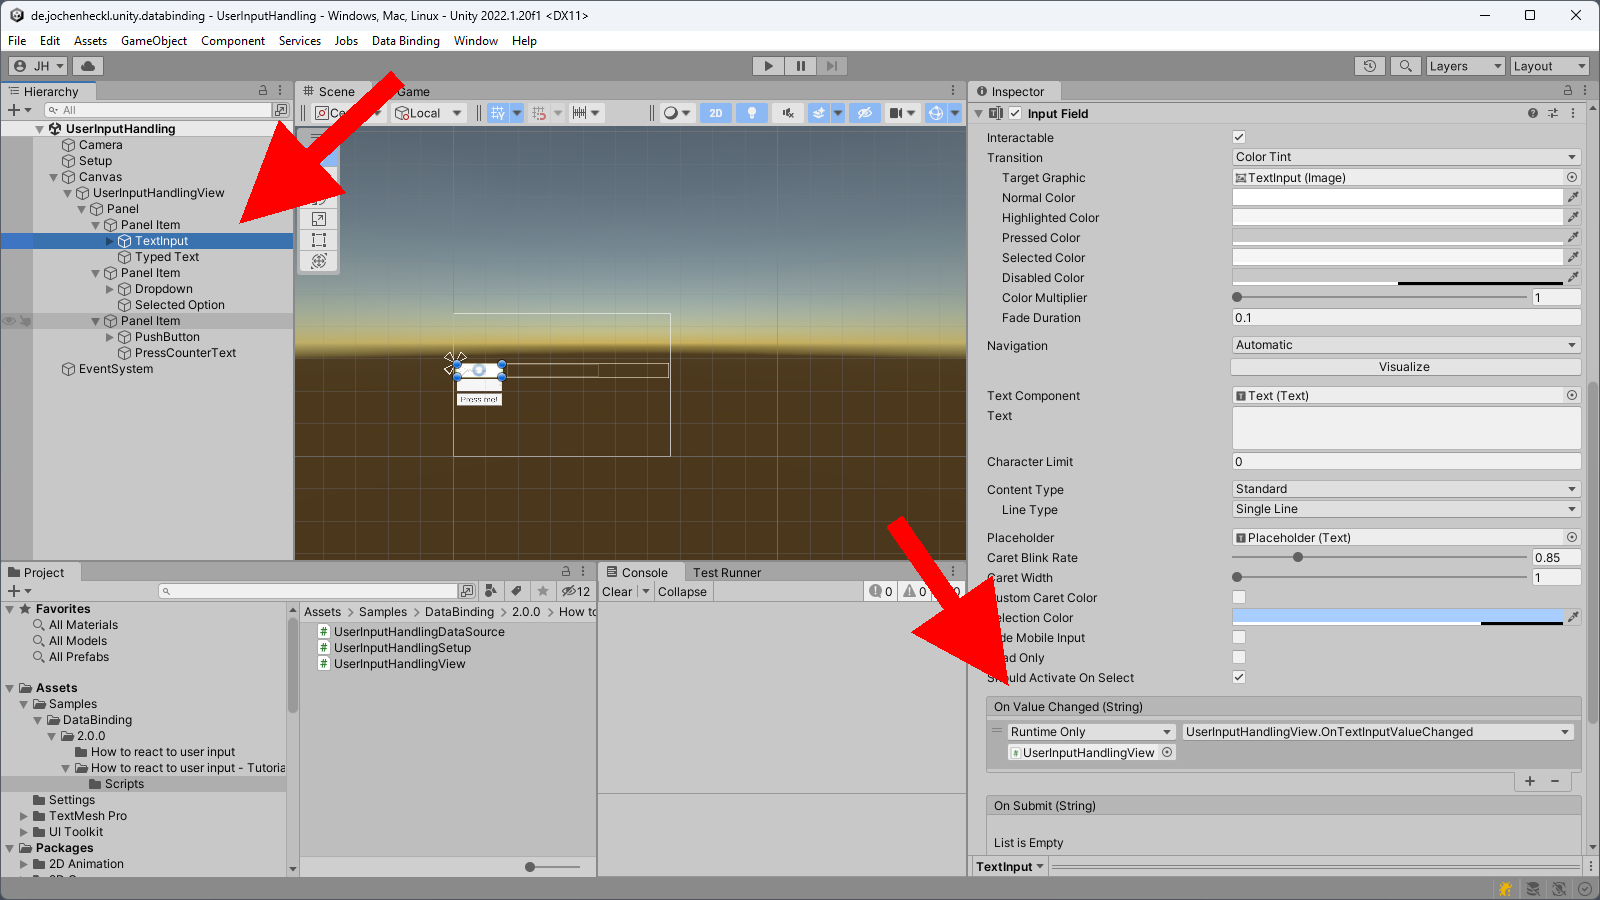 de.jochenheckl.unity.databinding - UserInputHandling - Windows, Mac, Linux - Unity 2022.1.20f1 <DX11>
File Edit Assets GameObject Component Services Jobs Data Binding Window Help
JH
Layers
Layout
Hierarchy
All
UserInputHandling
Camera
Setup
Canvas
UserInputHandlingView
Panel
Panel Item
TextInput
Typed Text
Panel Item
Dropdown
Selected Option
Panel Item
PushButton
PressCounterText
EventSystem
Scene
Game
Local
2D
Press me!
Inspector
Input Field
Interactable
Transition Color Tint
Target Graphic TextInput (Image)
Normal Color
Highlighted Color
Pressed Color
Selected Color
Disabled Color
Color Multiplier 1
Fade Duration 0.1
Navigation Automatic
Visualize
Text Component Text (Text)
Text
Character Limit 0
Content Type Standard
Line Type Single Line
Placeholder Placeholder (Text)
Caret Blink Rate 0.85
Caret Width 1
Custom Caret Color
Selection Color
Mobile Input
Only
Should Activate On Select
On Value Changed (String)
Runtime Only UserInputHandlingView.OnTextInputValueChanged
UserInputHandlingView
On Submit (String)
List is Empty
TextInput
Project
12
Favorites
All Materials
All Models
All Prefabs
Assets
Samples
DataBinding
2.0.0
How to react to user input
How to react to user input - Tutoria
Scripts
Settings
TextMesh Pro
UI Toolkit
Packages
2D Animation
Assets > Samples > DataBinding > 2.0.0 > How to
UserInputHandlingDataSource
UserInputHandlingSetup
UserInputHandlingView
Console Test Runner
Clear Collapse 0 0 0